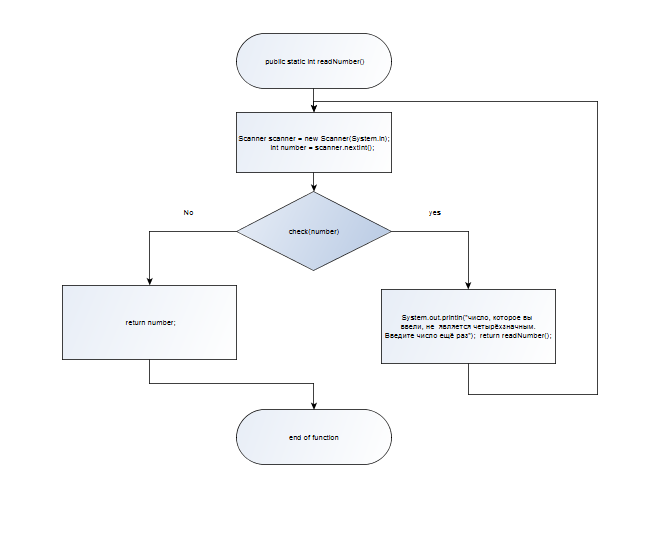 public static int readNumber()
Scanner scanner = new Scanner(System.in);
int number = scanner.nextInt();
No
yes
check(number)
return number;
System.out.println("число, которое вы
ввели, не является четырёхзначным.
Введите число ещё раз"); return readNumber();
end of function